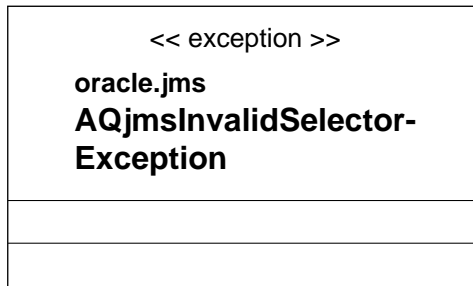 << exception >>
oracle.jms
AQjmsInvalidSelector-
Exception